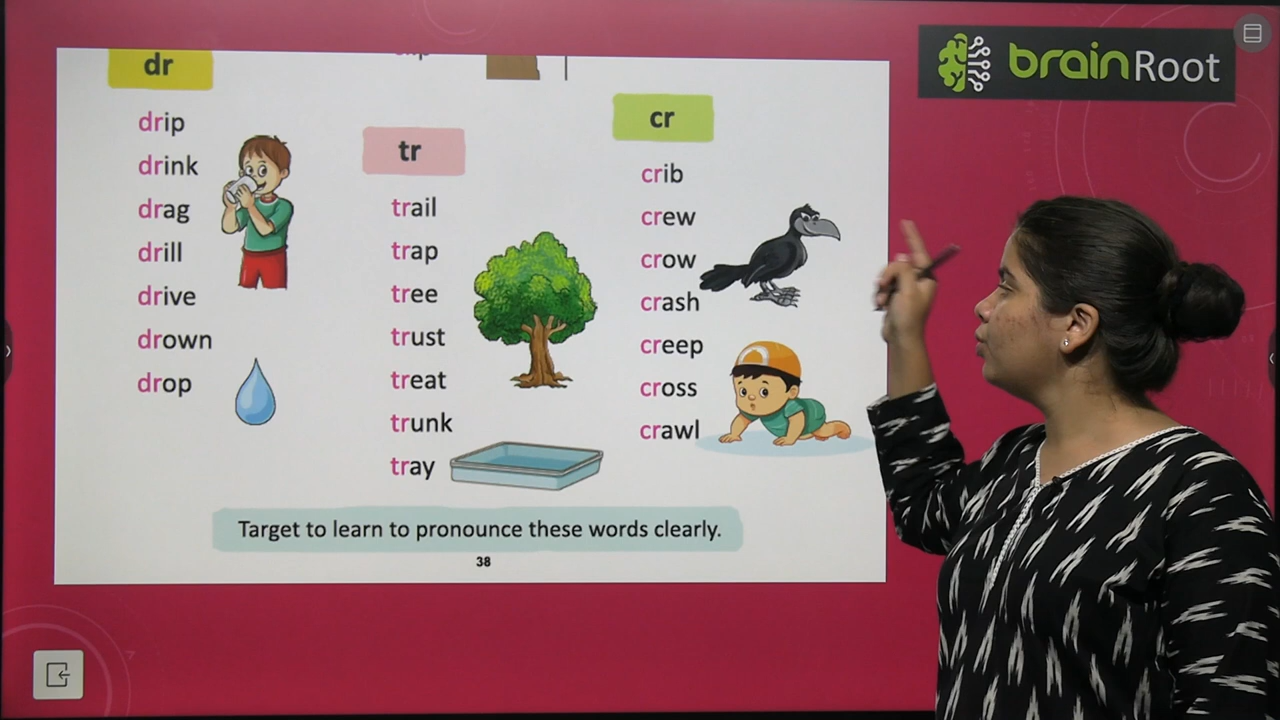 brainRoot
dr
drip
drink
drag
drill
drive
drown
drop
tr
trail
trap
tree
trust
treat
trunk
tray
cr
crib
crew
crow
crash
creep
cross
crawl
Target to learn to pronounce these words clearly.
38